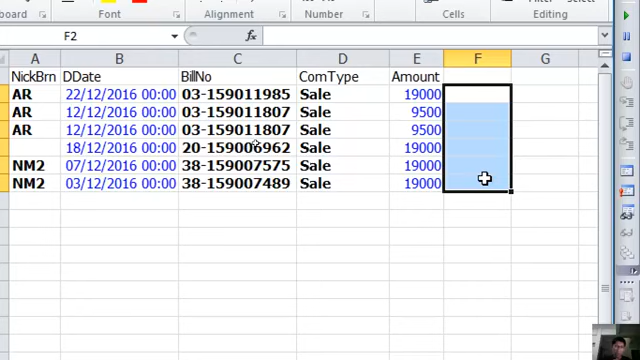 Font Alignment Number Cells Editing
F2 fx
A B C D E F G
NickBrn DDate BillNo ComType Amount
AR 22/12/2016 00:00 03-159011985 Sale 19000
AR 12/12/2016 00:00 03-159011807 Sale 9500
AR 12/12/2016 00:00 03-159011807 Sale 9500
18/12/2016 00:00 20-159006962 Sale 19000
NM2 07/12/2016 00:00 38-159007575 Sale 19000
NM2 03/12/2016 00:00 38-159007489 Sale 19000